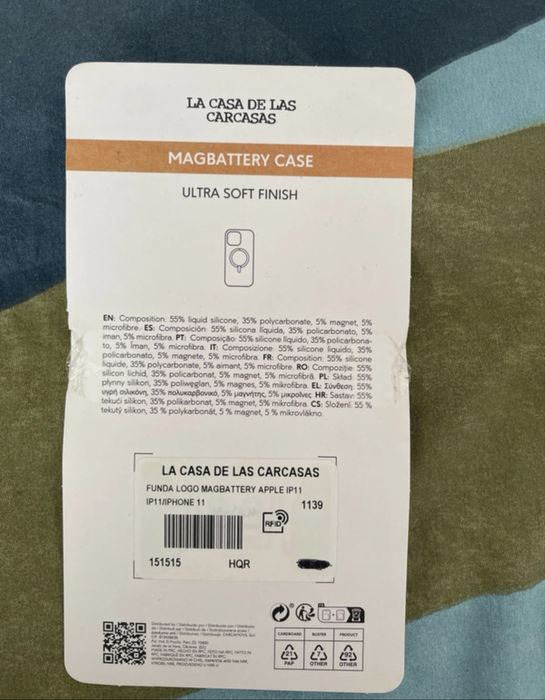 LA CASA DE LAS
CARCASAS
MAGBATTERY CASE
ULTRA SOFT FINISH
EN: Composition: 55% liquid silicone, 35% polycarbonate, 5% magnet, 5%
microfibre. ES: Composición: 55% silicona líquida, 35% policarbonato, 5%
iman, 5% microfibra. PT: Composição: 55% silicone líquido, 35% policarbona-
to, 5% íman, 5% microfibra. IT: Composizione: 55% silicone liquido, 35%
policarbonato, 5% magnete, 5% microfibra. FR: Composition: 55% silicone
liquide, 35% polycarbonate, 5% aimant, 5% microfibre. RO: Compoziție: 55%
silicon lichid, 35% policarbonat, 5% magnet, 5% microfibră. PL: Skład: 55%
płynny silikon, 35% poliwęglan, 5% magnes, 5% mikrofibra. EL: Σύνθεση: 55%
υγρή σιλικόνη, 35% πολυκαρβονικό, 5% μαγνήτης, 5% μικροΐνες. HR: Sastav: 55%
tekući silikon, 35% polikarbonat, 5% magnet, 5% mikrofibra. CS: Složení: 55 %
tekutý silikon, 35 % polykarbonát, 5 % magnet, 5 % mikrovlákno.
LA CASA DE LAS CARCASAS
FUNDA LOGO MAGBATTERY APPLE IP11
IP11/IPHONE 11
1139
RFID
151515 HQR
CARDBOARD BLISTER PRODUCT
21 7 92
PAP OTHER OTHER